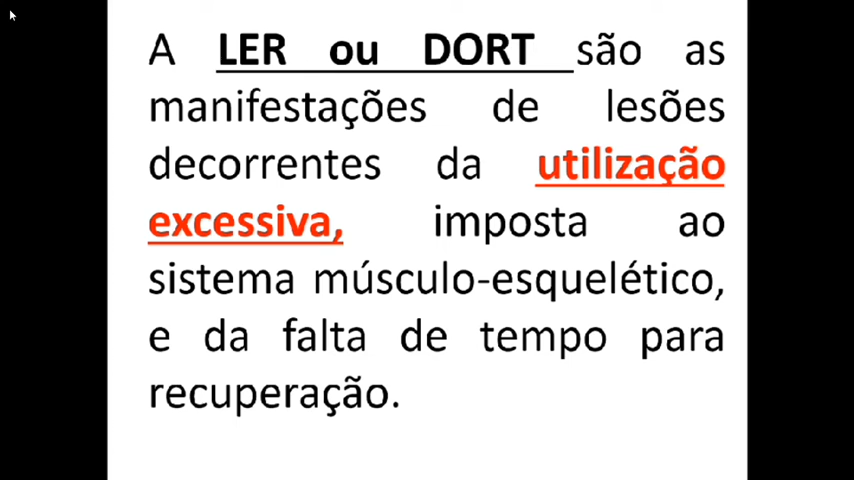 A LER ou DORT são as
manifestações de lesões
decorrentes da utilização
excessiva, imposta ao
sistema músculo-esquelético,
e da falta de tempo para
recuperação.